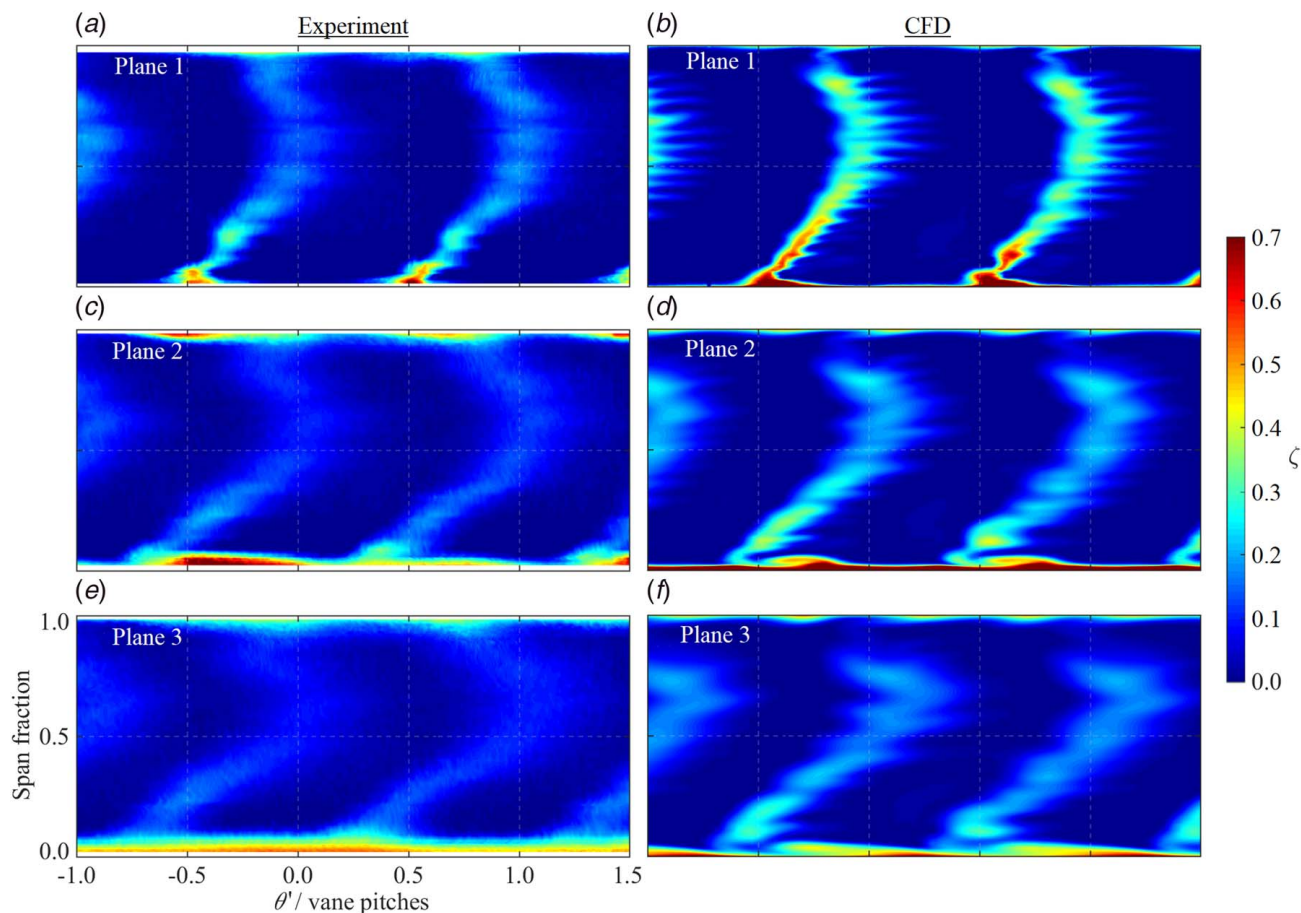 (a) Experiment (b) CFD
Plane 1 Plane 1
(c) (d)
Plane 2 Plane 2
0.7
0.6
0.5
0.4
0.3
0.2
0.1
0.0
ζ
(e) (f)
1.0 Plane 3 Plane 3
0.5
0.0
Span fraction
-1.0 -0.5 0.0 0.5 1.0 1.5
θ'/ vane pitches